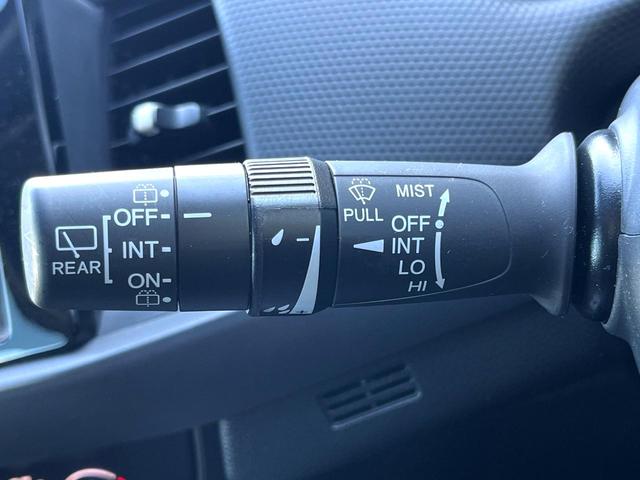 OFF
INT
REAR
ON
MIST
PULL
OFF
INT
LO
HI